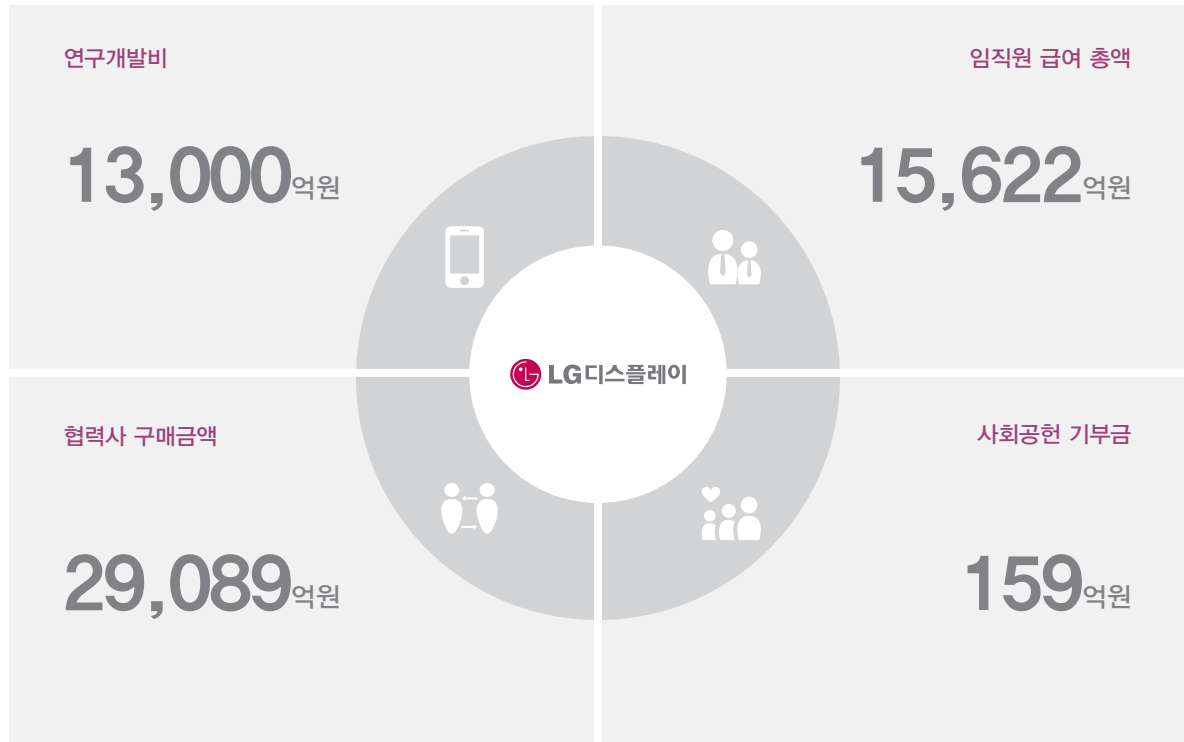 연구개발비
13,000억원
임직원 급여 총액
15,622억원
LG디스플레이
협력사 구매금액
29,089억원
사회공헌 기부금
159억원